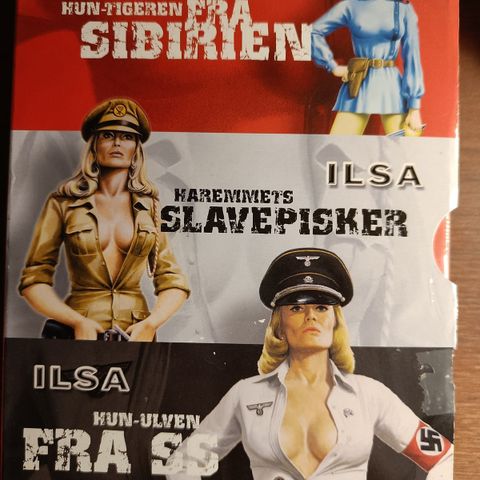 HUN-TIGEREN FRA
SIBIRIEN
ILSA
HAREMMETS
SLAVEPISKER
ILSA
HUN-ULVEN
FRA SS